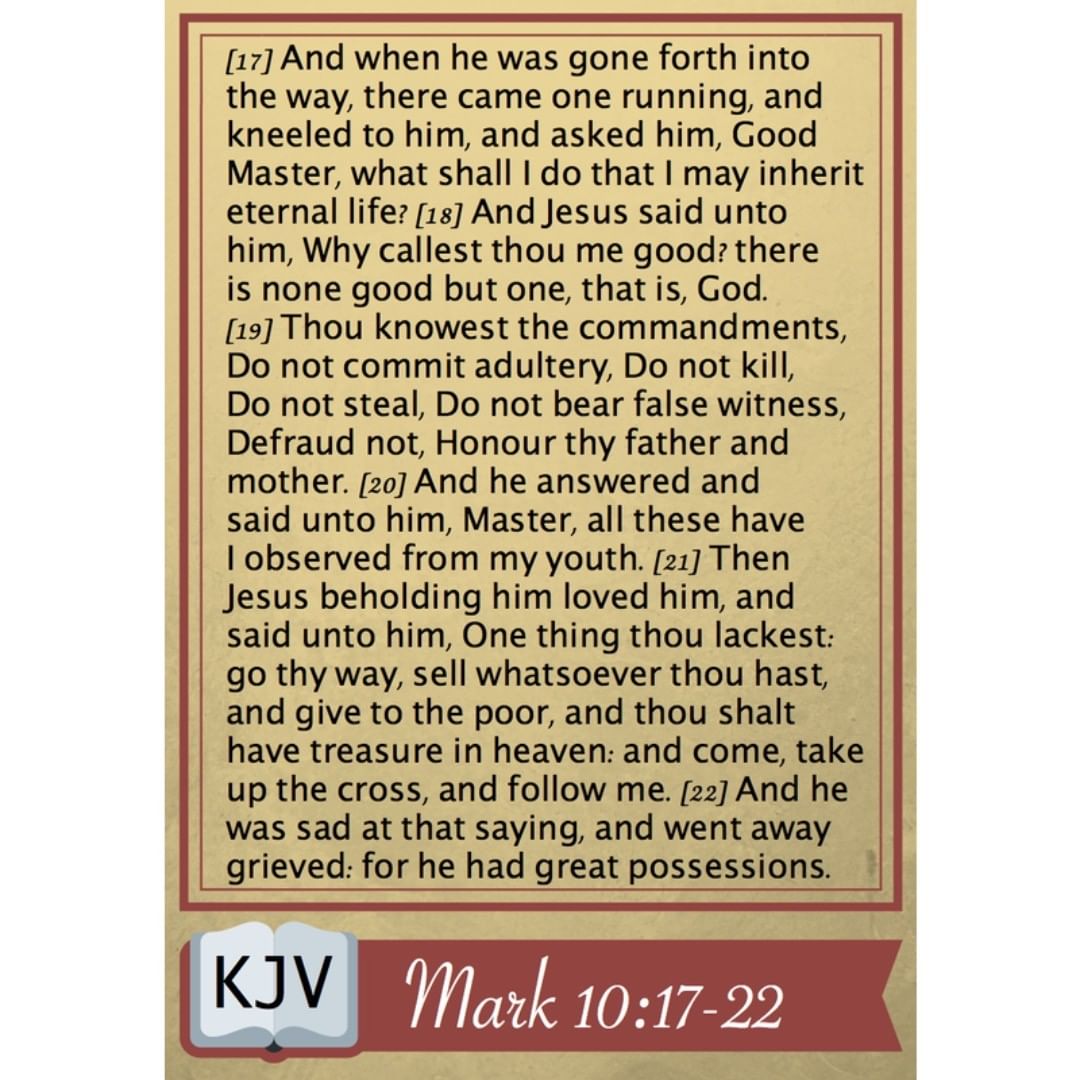 [17] And when he was gone forth into
the way, there came one running, and
kneeled to him, and asked him, Good
Master, what shall I do that I may inherit
eternal life? [18] And Jesus said unto
him, Why callest thou me good? there
is none good but one, that is, God.
[19] Thou knowest the commandments,
Do not commit adultery, Do not kill,
Do not steal, Do not bear false witness,
Defraud not, Honour thy father and
mother. [20] And he answered and
said unto him, Master, all these have
I observed from my youth. [21] Then
Jesus beholding him loved him, and
said unto him, One thing thou lackest:
go thy way, sell whatsoever thou hast,
and give to the poor, and thou shalt
have treasure in heaven: and come, take
up the cross, and follow me. [22] And he
was sad at that saying, and went away
grieved: for he had great possessions.
KJV
Mark 10:17-22